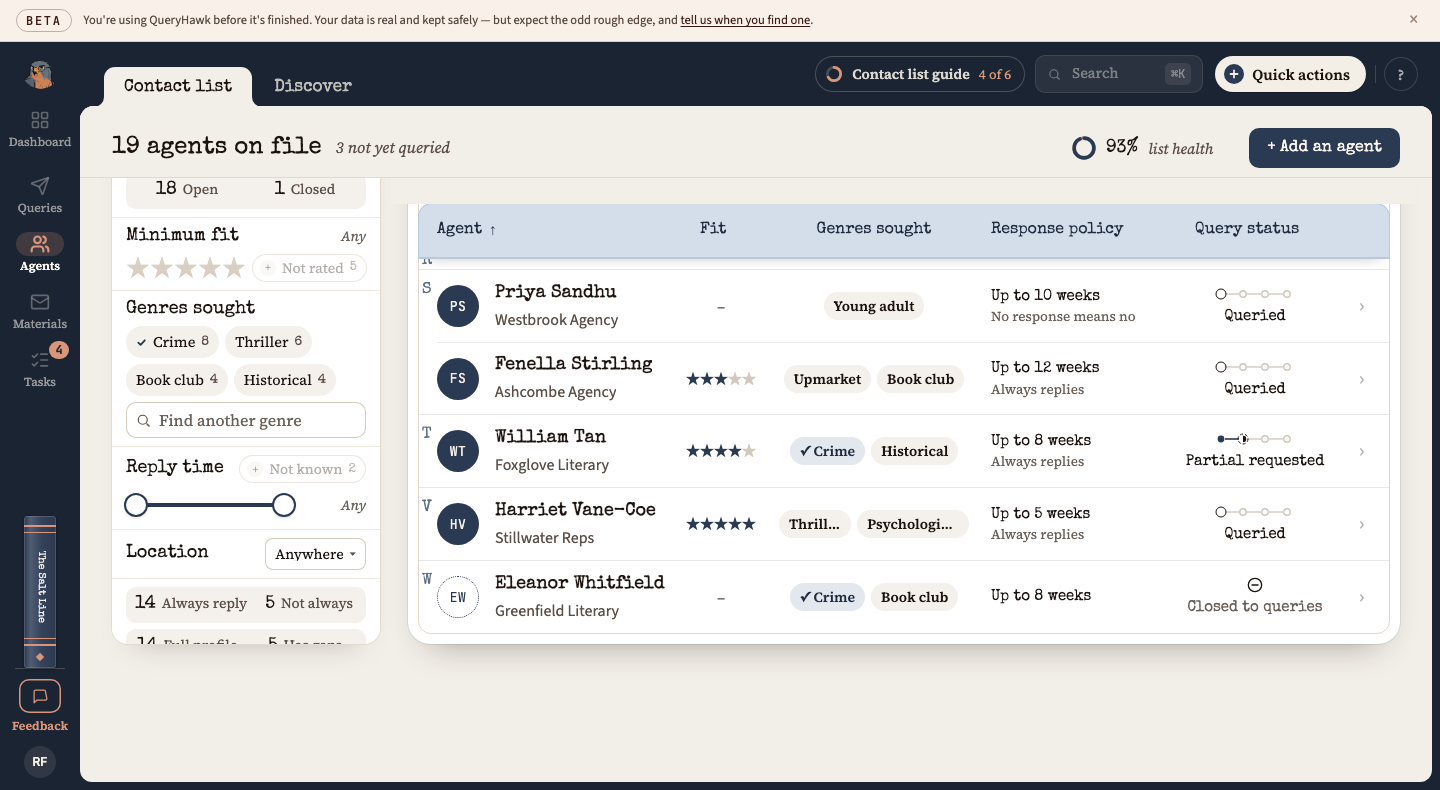 BETA You're using QueryHawk before it's finished. Your data is real and kept safely — but expect the odd rough edge, and tell us when you find one. ×
Contact list Discover
Contact list guide 4 of 6 Search ⌘K + Quick actions ?
Dashboard
Queries
Agents
Materials
4
Tasks
The Salt Line
Feedback
RF
19 agents on file 3 not yet queried
93% list health + Add an agent
18 Open 1 Closed
Minimum fit Any
★★★★★ + Not rated 5
Genres sought
✓ Crime 8 Thriller 6
Book club 4 Historical 4
Find another genre
Reply time + Not known 2
Any
Location Anywhere
14 Always reply 5 Not always
14 Full profile 5 Has gaps
Agent ↑ Fit Genres sought Response policy Query status
S
PS Priya Sandhu
Westbrook Agency
–
Young adult
Up to 10 weeks
No response means no
Queried ›
FS Fenella Stirling
Ashcombe Agency
★★★★★
Upmarket Book club
Up to 12 weeks
Always replies
Queried ›
T
WT William Tan
Foxglove Literary
★★★★★
✓ Crime Historical
Up to 8 weeks
Always replies
Partial requested ›
V
HV Harriet Vane-Coe
Stillwater Reps
★★★★★
Thrill… Psychologi…
Up to 5 weeks
Always replies
Queried ›
W
EW Eleanor Whitfield
Greenfield Literary
–
✓ Crime Book club
Up to 8 weeks
Closed to queries ›